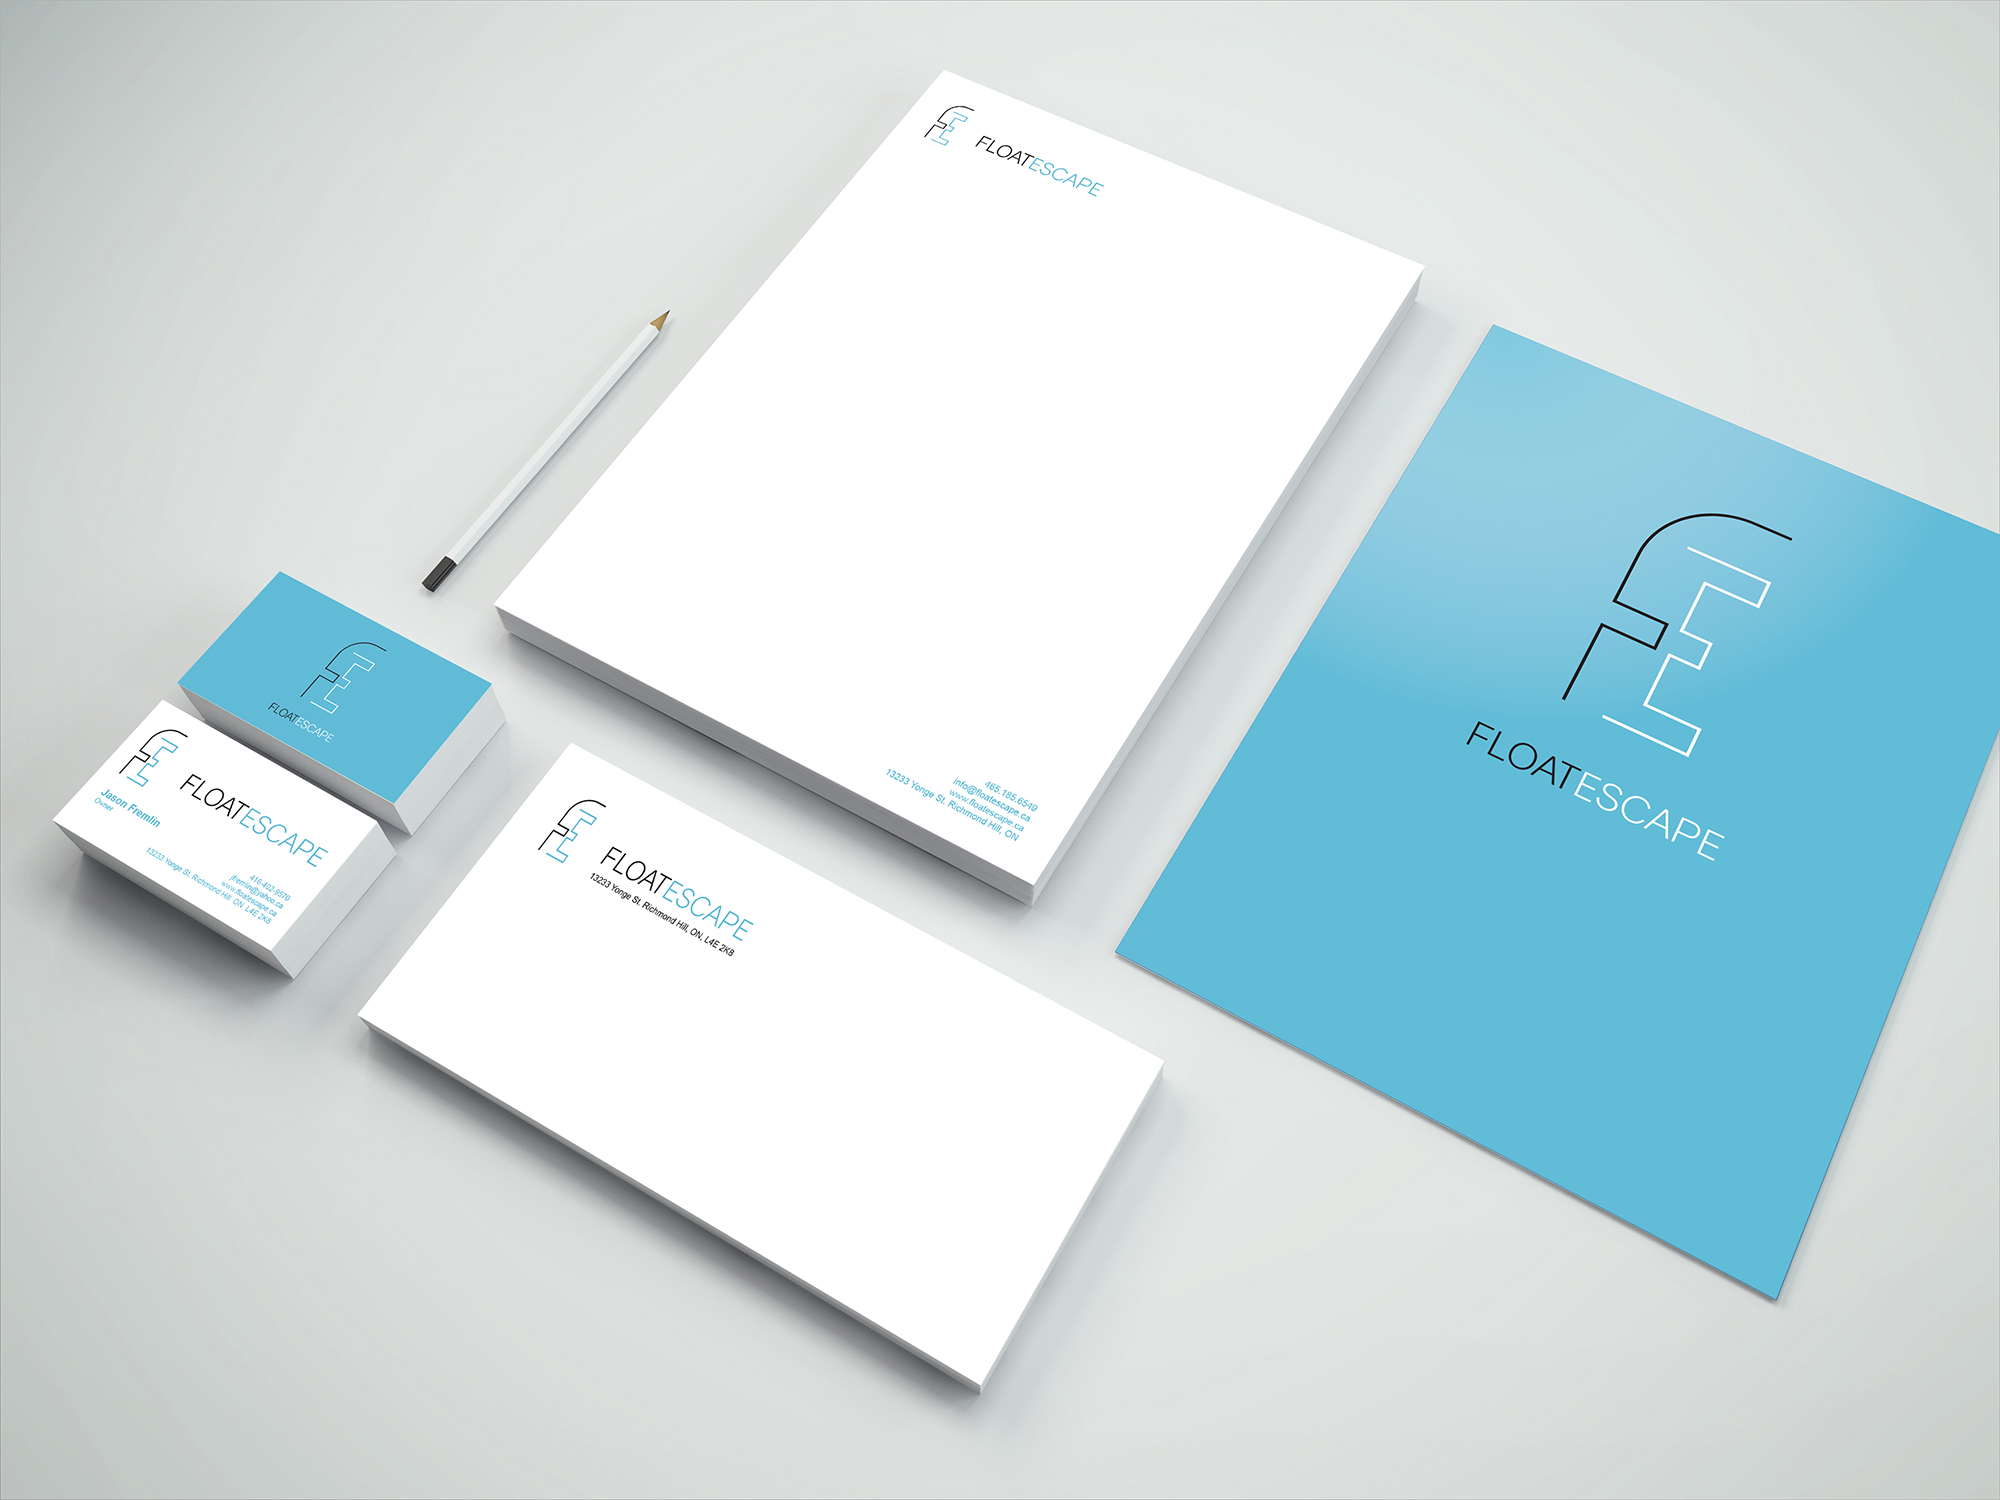 FLOATESCAPE
465.185.6549
info@floatescape.ca
www.floatescape.ca
13233 Yonge St. Richmond Hill, ON
FLOATESCAPE
FLOATESCAPE
FLOATESCAPE
Jason Fremlin
Owner
416-402-9570
jfremlin@yahoo.ca
www.floatescape.ca
13233 Yonge St. Richmond Hill ON L4E 2K8
FLOATESCAPE
13233 Yonge St. Richmond Hill, ON, L4E 2K8